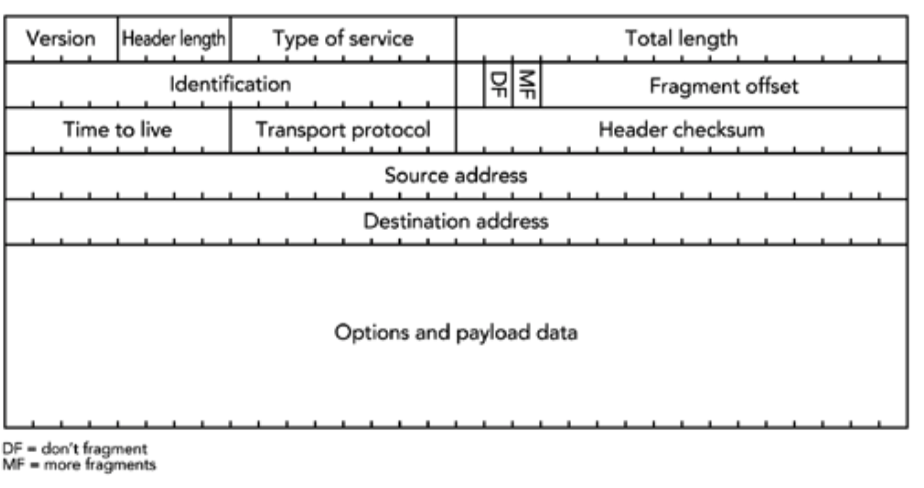 Version Header length Type of service Total length
Identification DF MF Fragment offset
Time to live Transport protocol Header checksum
Source address
Destination address
Options and payload data
DF = don't fragment
MF = more fragments